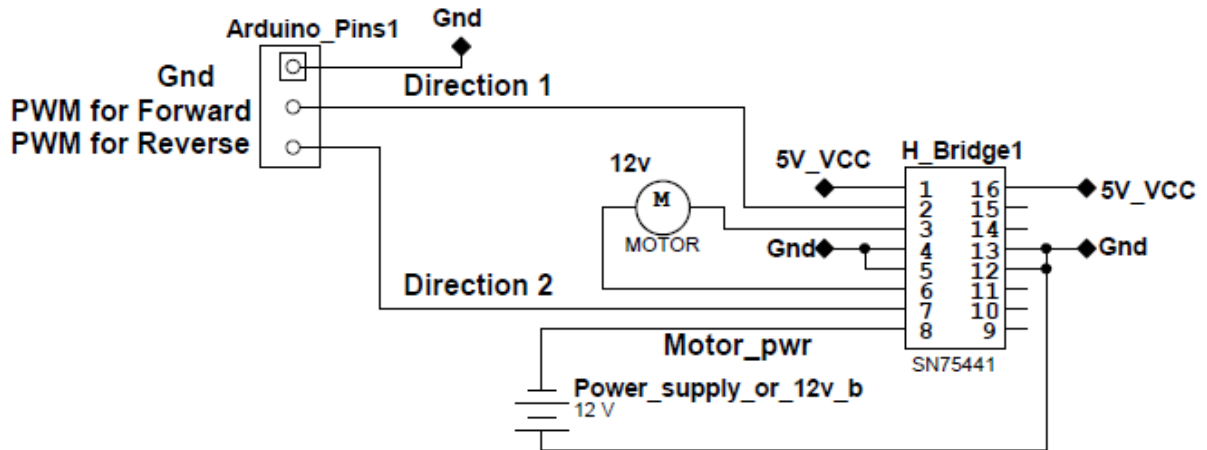 Arduino_Pins1
Gnd
Gnd
PWM for Forward
PWM for Reverse
Direction 1
12v
M
MOTOR
5V_VCC
H_Bridge1
5V_VCC
1 16
2 15
3 14
Gnd
4 13
Gnd
5 12
6 11
7 10
8 9
SN75441
Direction 2
Motor_pwr
Power_supply_or_12v_b
12 V